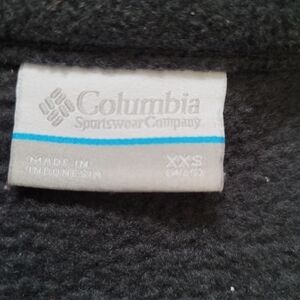 Columbia
Sportswear Company
MADE IN
INDONESIA
XXS